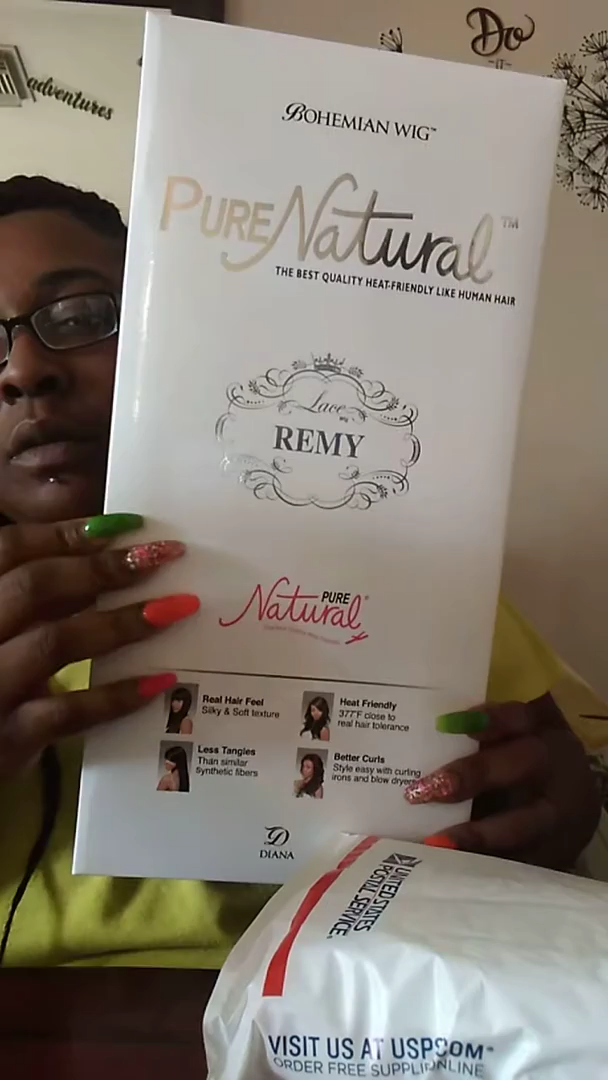 Do
IT
adventures
BOHEMIAN WIG™
PURE Natural™
THE BEST QUALITY HEAT-FRIENDLY LIKE HUMAN HAIR
Lace
Wig
REMY
PURE
Natural®
Real Hair Feel
Silky & Soft texture
Heat Friendly
377°F close to
real hair tolerance
Less Tangles
Than similar
synthetic fibers
Better Curls
Style easy with curling
irons and blow dryers
D
DIANA
UNITED STATES
POSTAL SERVICE®
VISIT US AT USPS.COM™
ORDER FREE SUPPLIES ONLINE